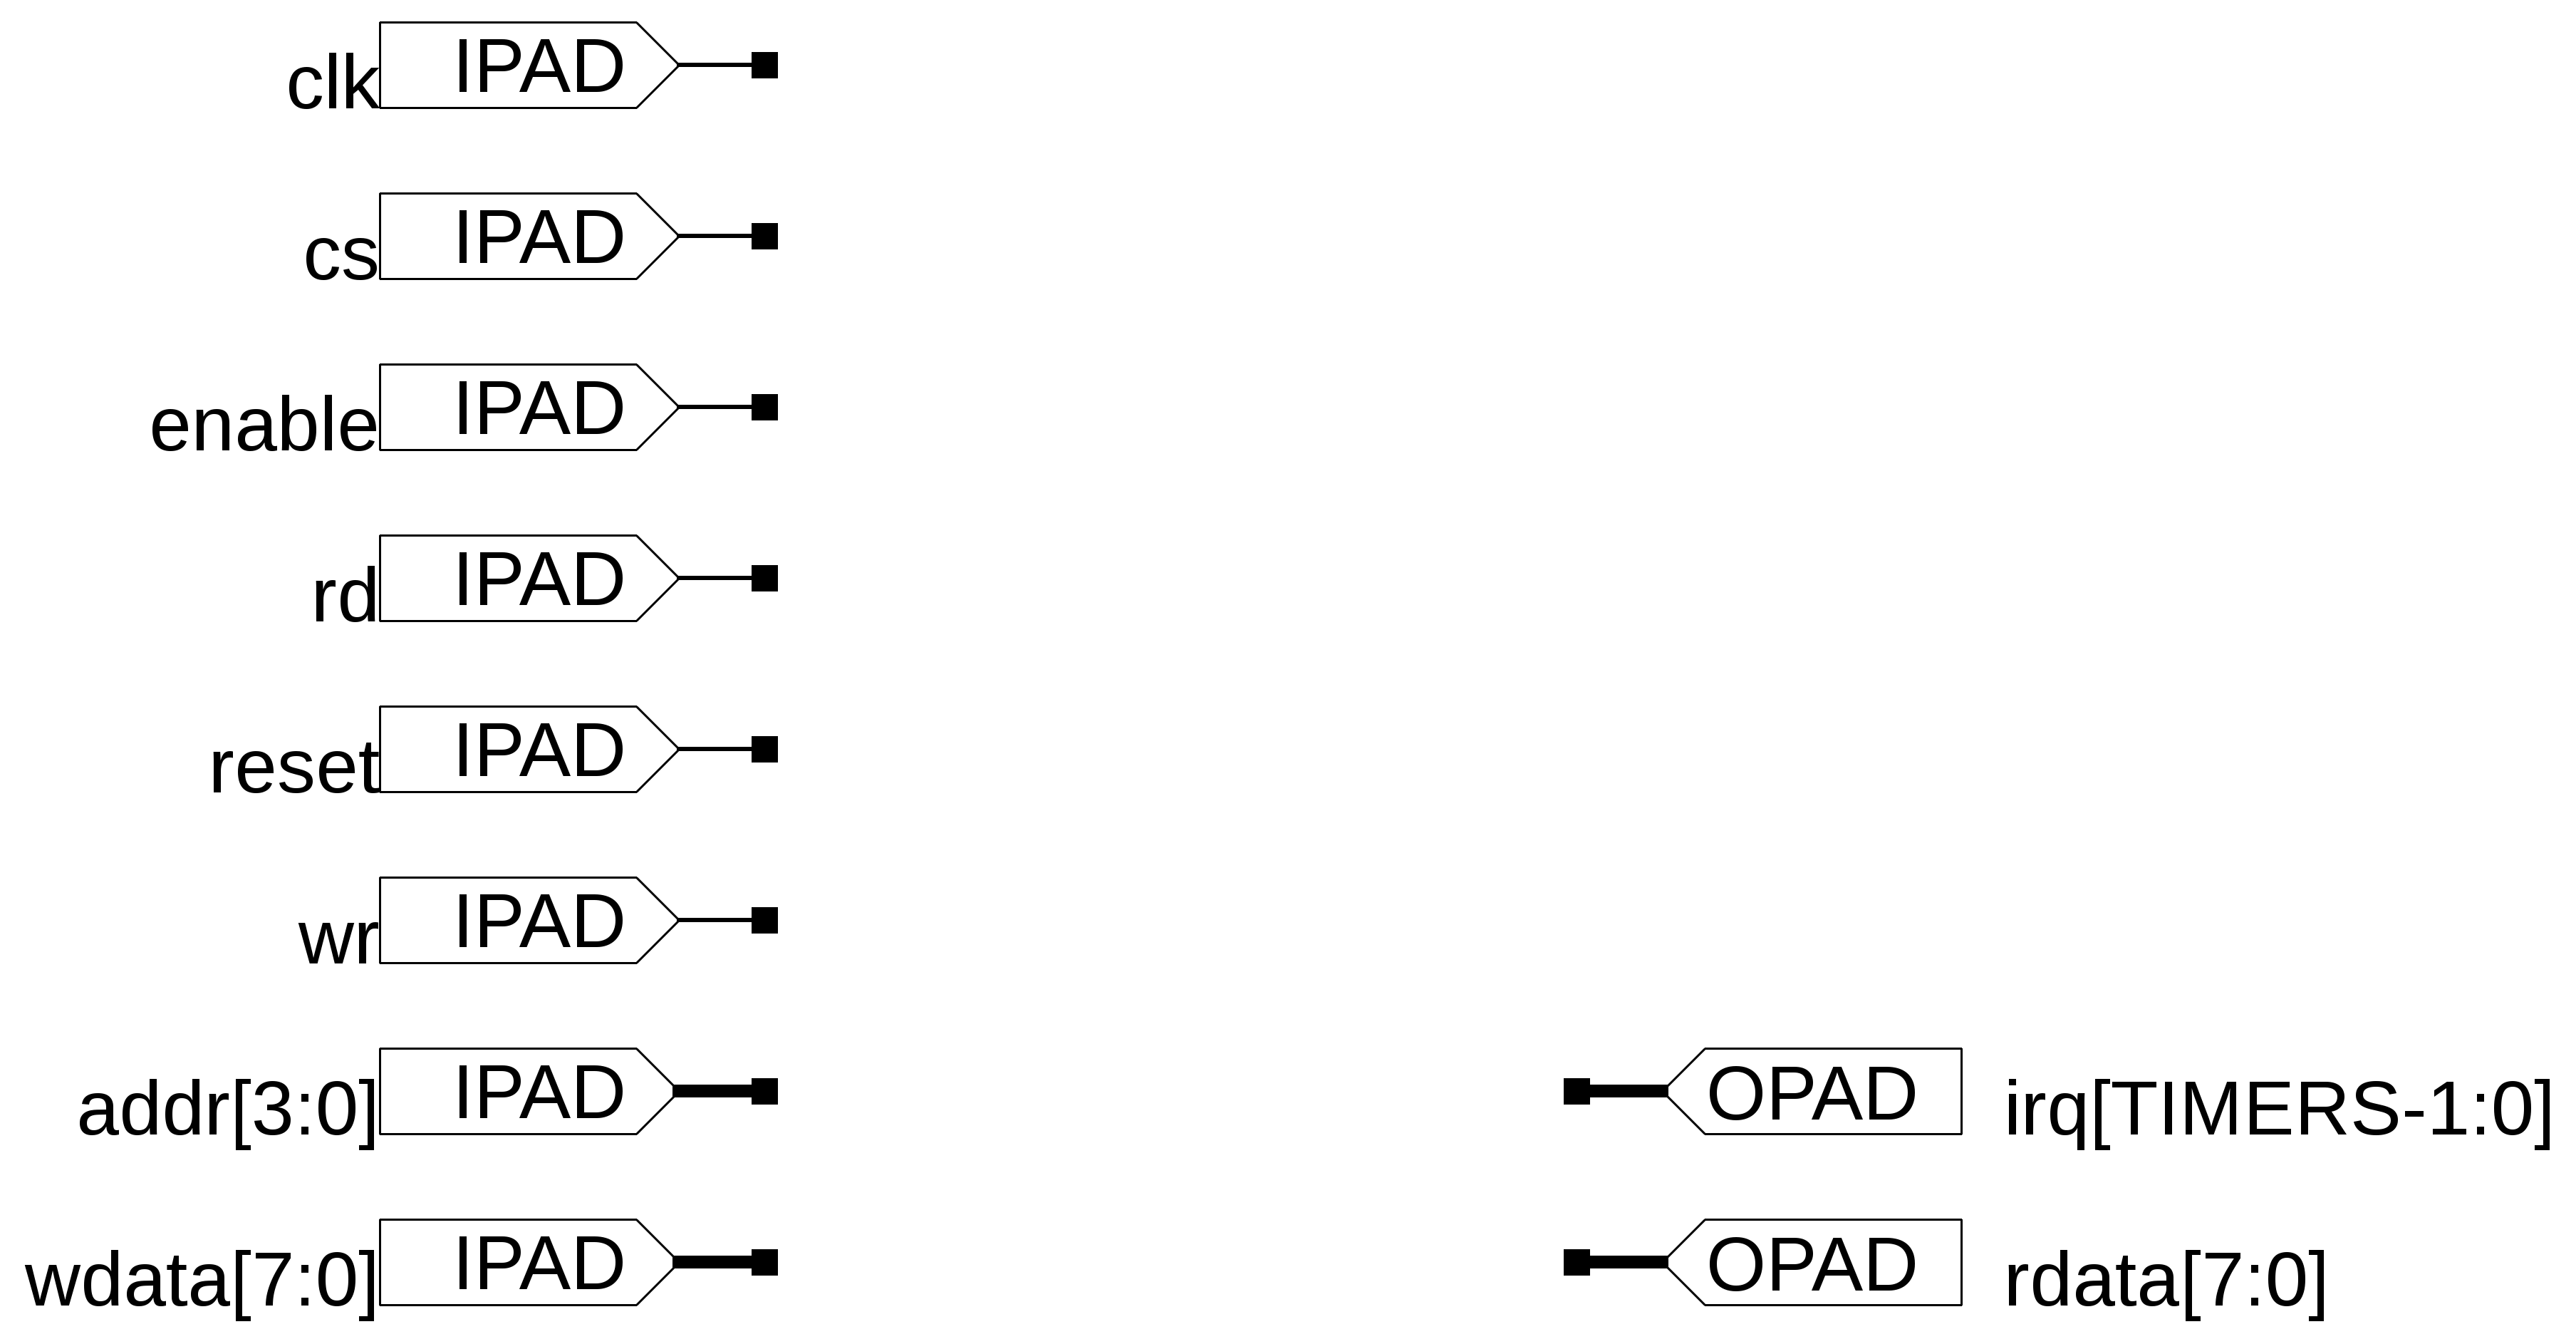 clk IPAD
cs IPAD
enable IPAD
rd IPAD
reset IPAD
wr IPAD
addr[3:0] IPAD OPAD irq[TIMERS-1:0]
wdata[7:0] IPAD OPAD rdata[7:0]